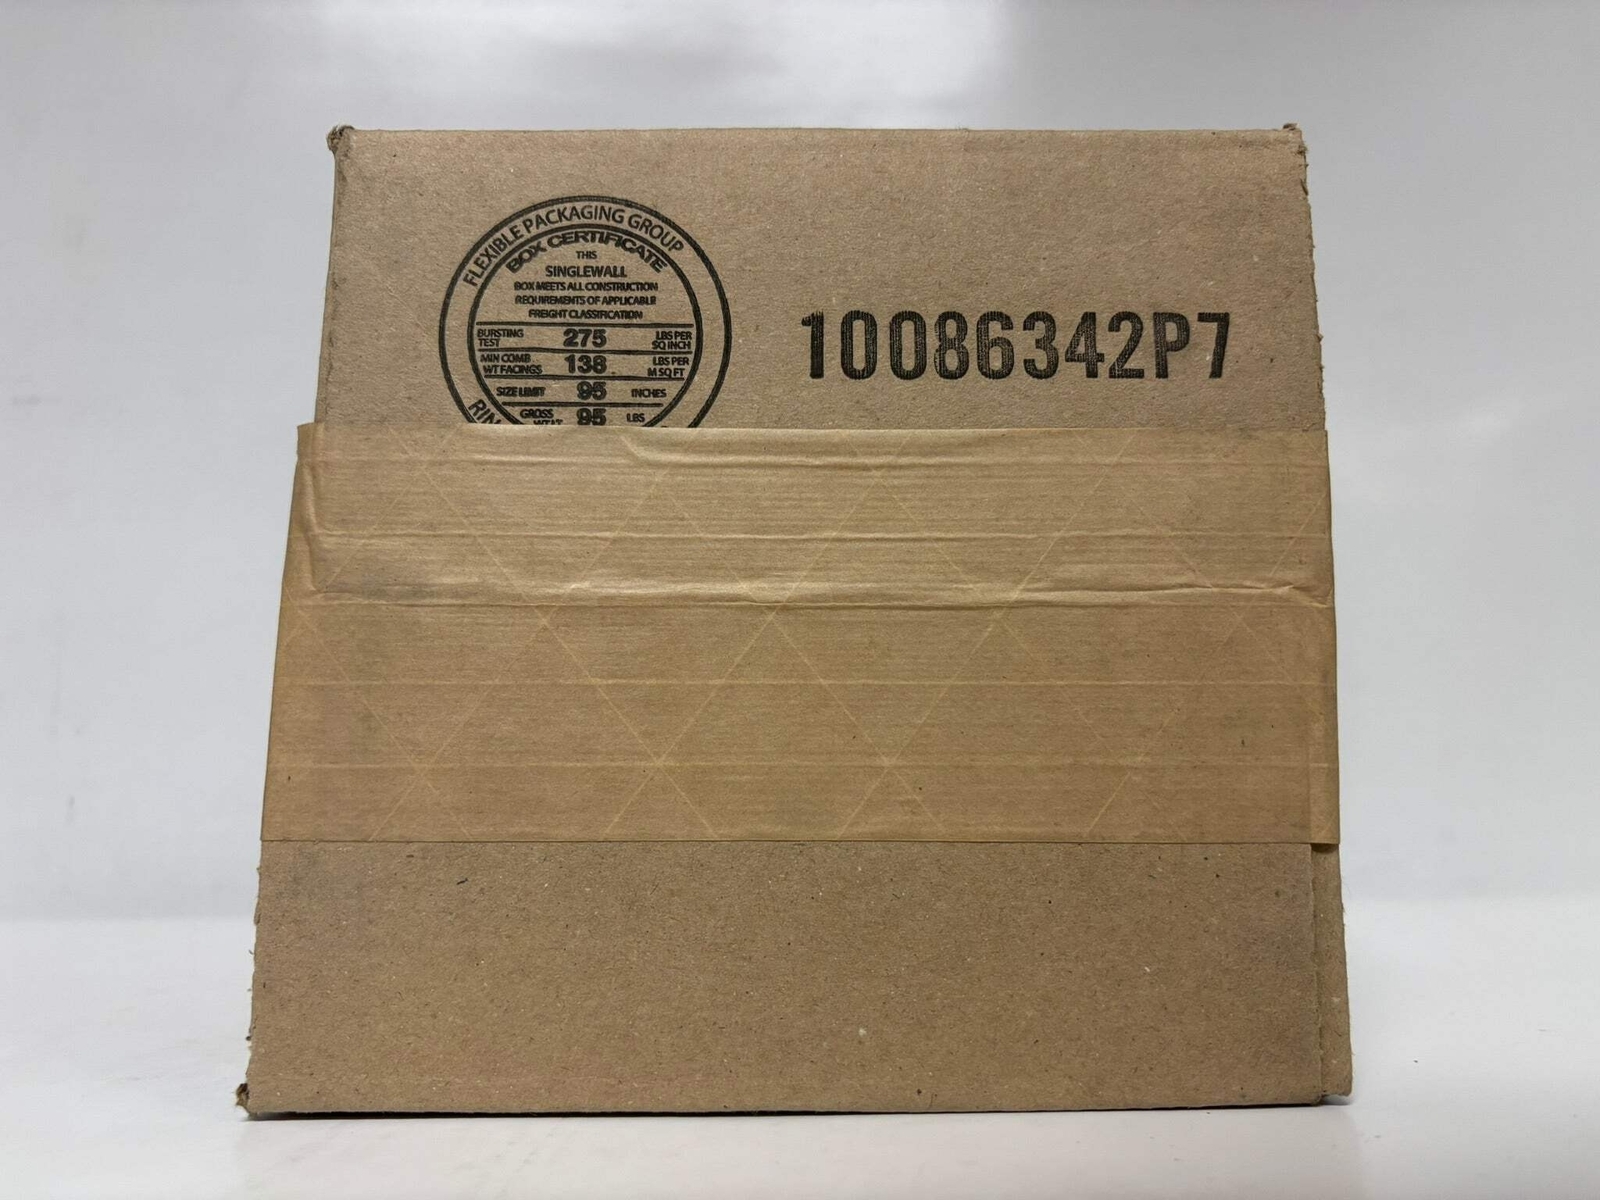 FLEXIBLE PACKAGING GROUP
BOX CERTIFICATE
THIS
SINGLEWALL
BOX MEETS ALL CONSTRUCTION
REQUIREMENTS OF APPLICABLE
FREIGHT CLASSIFICATION
BURSTING TEST 275 LBS PER SQ INCH
MIN COMB WT FACINGS 138 LBS PER M SQ FT
SIZE LIMIT 95 INCHES
GROSS 95 LBS
10086342P7